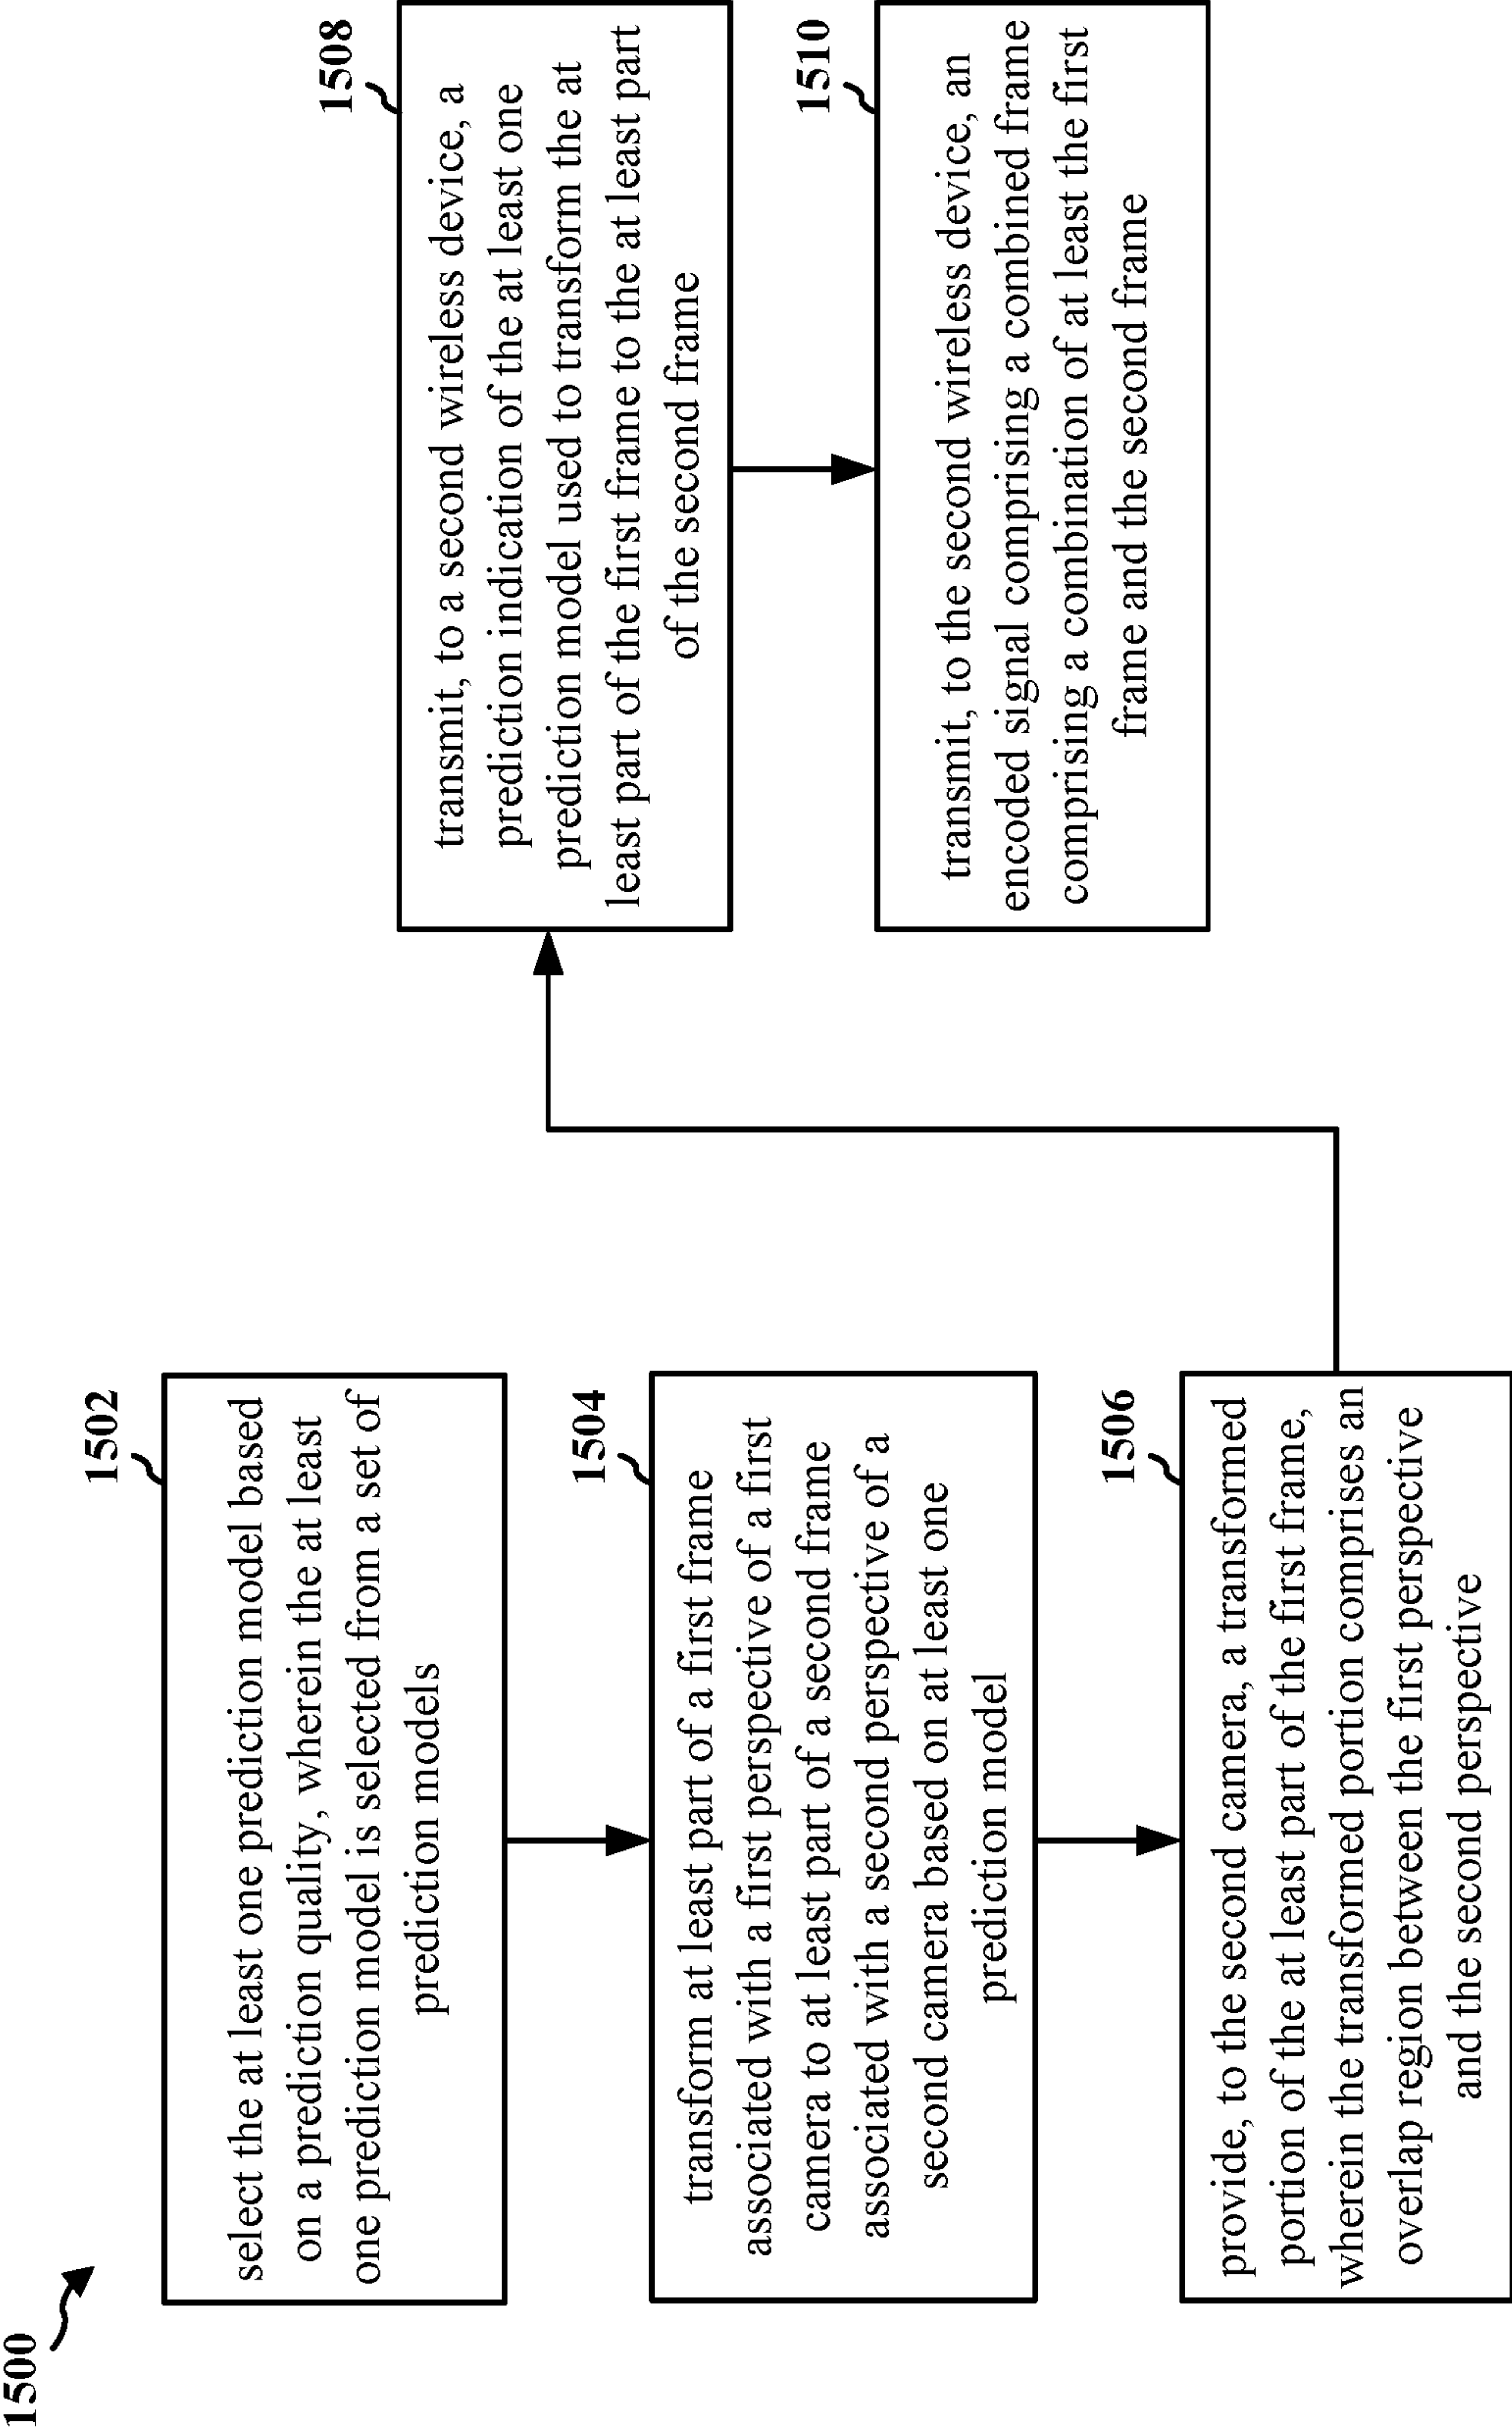 1500
1502
select the at least one prediction model based
on a prediction quality, wherein the at least
one prediction model is selected from a set of
prediction models
1504
transform at least part of a first frame
associated with a first perspective of a first
camera to at least part of a second frame
associated with a second perspective of a
second camera based on at least one
prediction model
1506
provide, to the second camera, a transformed
portion of the at least part of the first frame,
wherein the transformed portion comprises an
overlap region between the first perspective
and the second perspective
1508
transmit, to a second wireless device, a
prediction indication of the at least one
prediction model used to transform the at
least part of the first frame to the at least part
of the second frame
1510
transmit, to the second wireless device, an
encoded signal comprising a combined frame
comprising a combination of at least the first
frame and the second frame